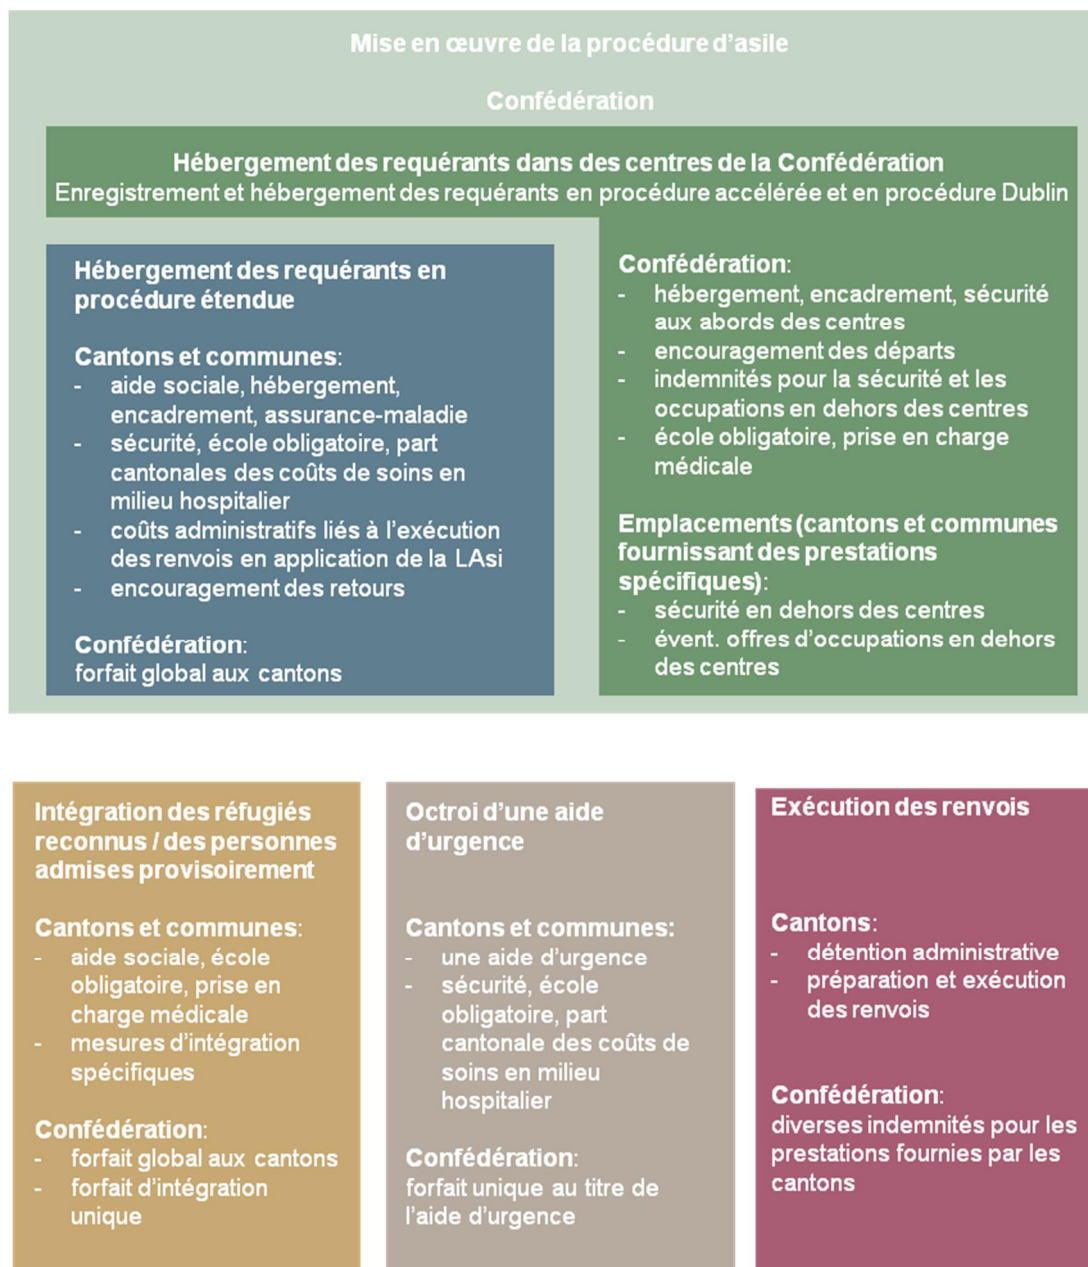 Mise en œuvre de la procédure d'asile
Confédération
Hébergement des requérants dans des centres de la Confédération
Enregistrement et hébergement des requérants en procédure accélérée et en procédure Dublin
Hébergement des requérants en
procédure étendue
Cantons et communes:
- aide sociale, hébergement,
encadrement, assurance-maladie
- sécurité, école obligatoire, part
cantonales des coûts de soins en
milieu hospitalier
- coûts administratifs liés à l'exécution
des renvois en application de la LAsi
- encouragement des retours
Confédération:
forfait global aux cantons
Confédération:
- hébergement, encadrement, sécurité
aux abords des centres
- encouragement des départs
- indemnités pour la sécurité et les
occupations en dehors des centres
- école obligatoire, prise en charge
médicale
Emplacements (cantons et communes
fournissant des prestations
spécifiques):
- sécurité en dehors des centres
- évent. offres d'occupations en dehors
des centres
Intégration des réfugiés
reconnus / des personnes
admises provisoirement
Cantons et communes:
- aide sociale, école
obligatoire, prise en
charge médicale
- mesures d'intégration
spécifiques
Confédération:
- forfait global aux cantons
- forfait d'intégration
unique
Octroi d'une aide
d'urgence
Cantons et communes:
- une aide d'urgence
- sécurité, école
obligatoire, part
cantonale des coûts de
soins en milieu
hospitalier
Confédération:
forfait unique au titre de
l'aide d'urgence
Exécution des renvois
Cantons:
- détention administrative
- préparation et exécution
des renvois
Confédération:
diverses indemnités pour les
prestations fournies par les
cantons